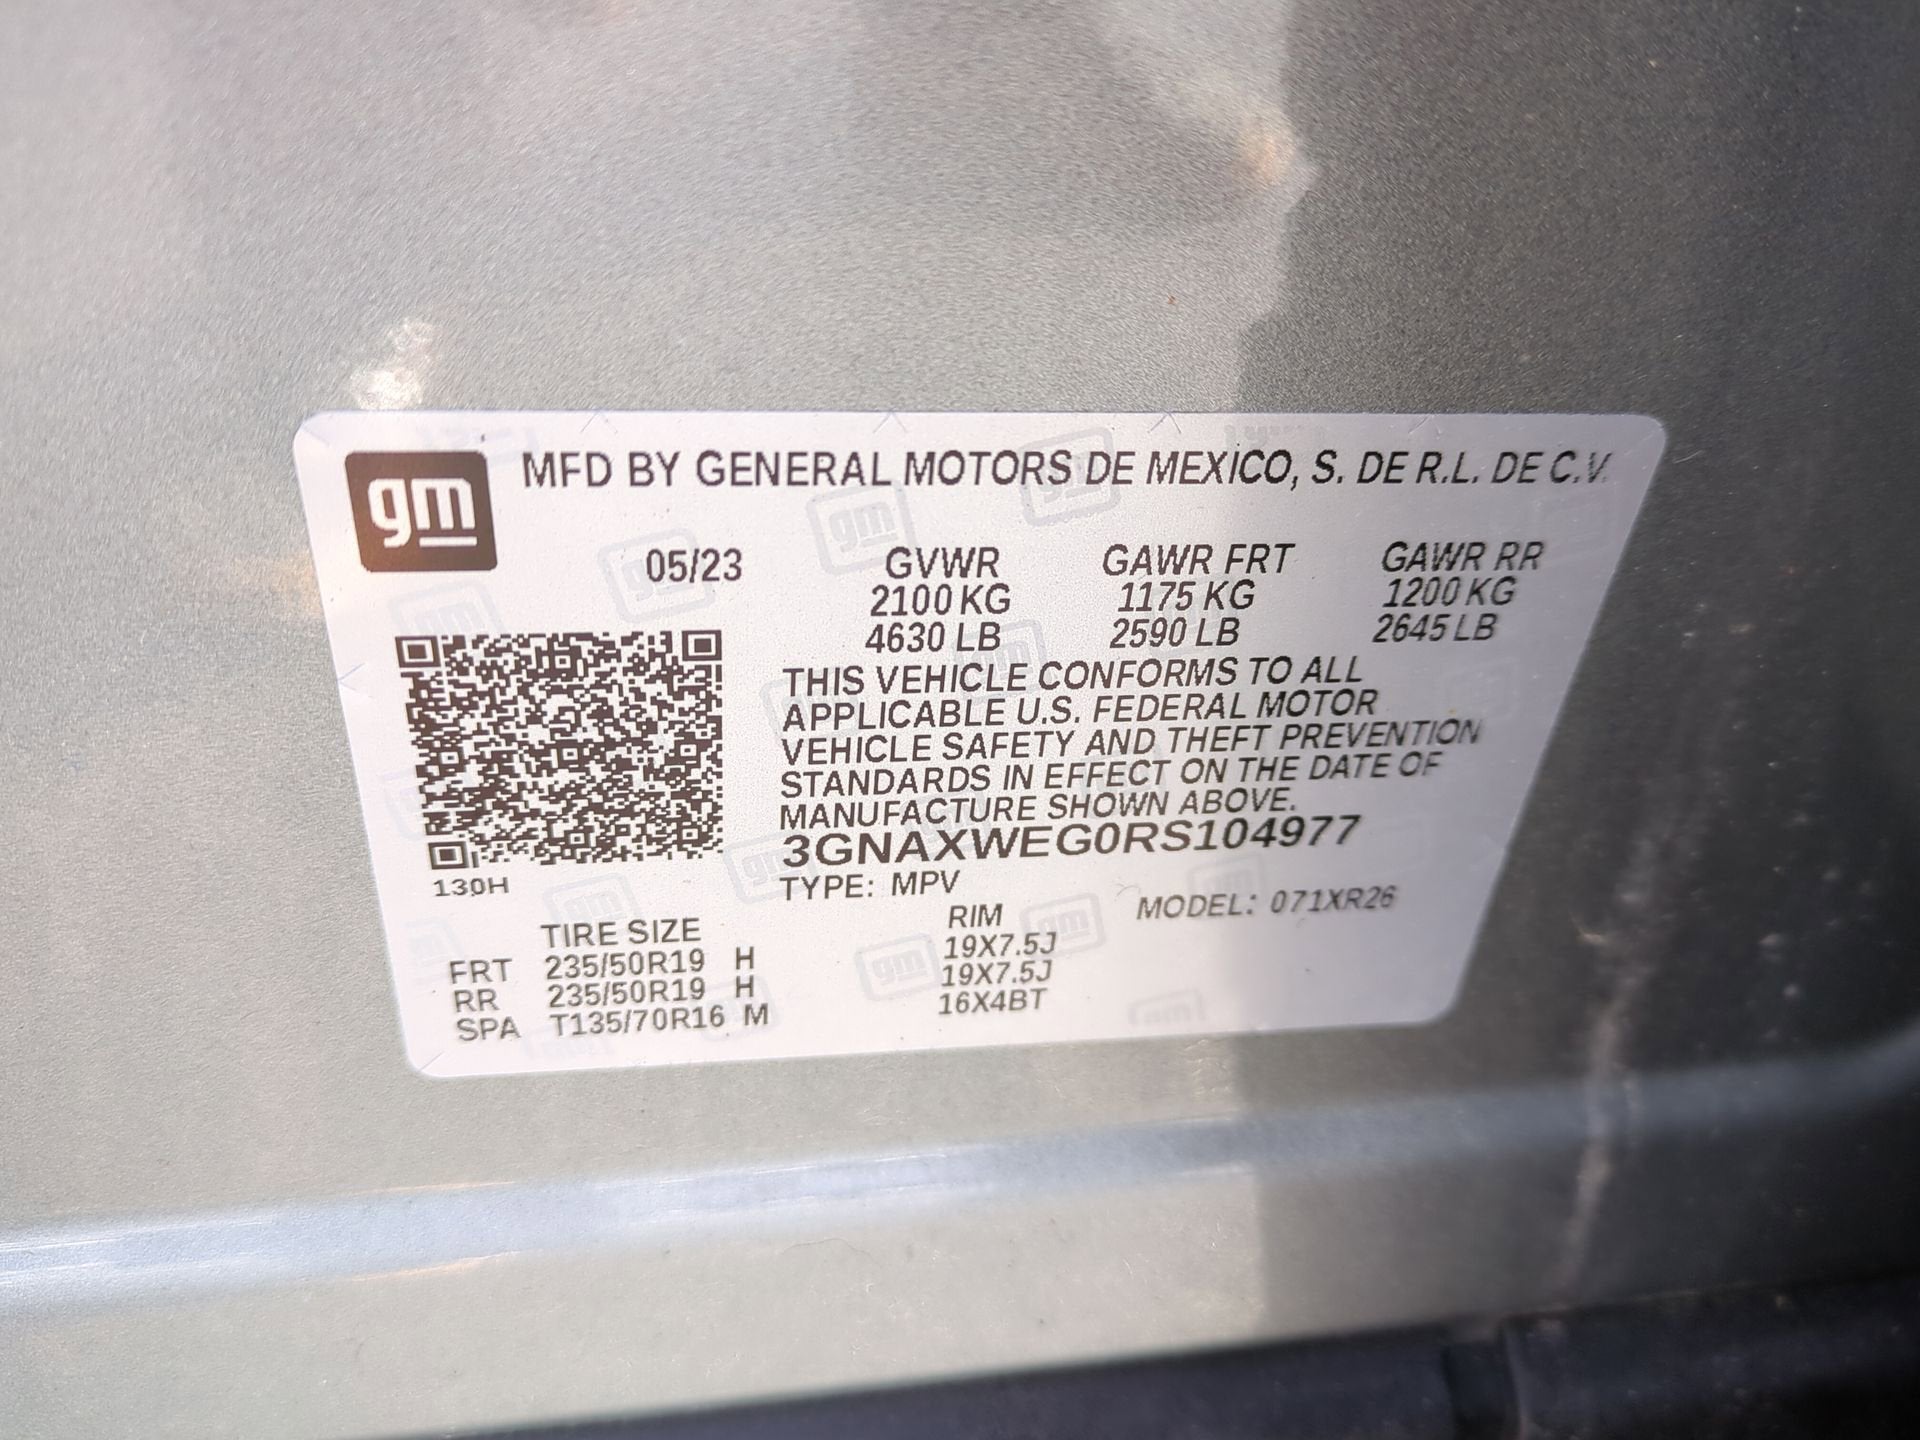 gm MFD BY GENERAL MOTORS DE MEXICO, S. DE R.L. DE C.V.
05/23 GVWR GAWR FRT GAWR RR
2100 KG 1175 KG 1200 KG
4630 LB 2590 LB 2645 LB
THIS VEHICLE CONFORMS TO ALL
APPLICABLE U.S. FEDERAL MOTOR
VEHICLE SAFETY AND THEFT PREVENTION
STANDARDS IN EFFECT ON THE DATE OF
MANUFACTURE SHOWN ABOVE.
3GNAXWEG0RS104977
130H TYPE: MPV MODEL: 071XR26
TIRE SIZE RIM
FRT 235/50R19 H 19X7.5J
RR 235/50R19 H 19X7.5J
SPA T135/70R16 M 16X4BT